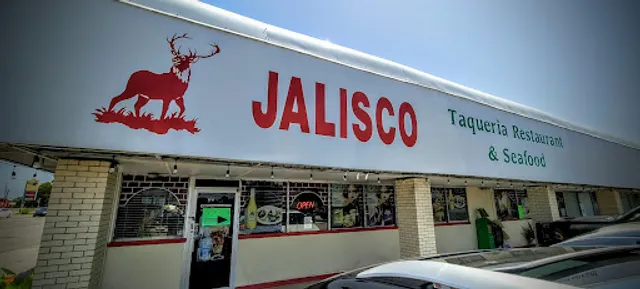 JALISCO
Taqueria Restaurant
& Seafood
OPEN